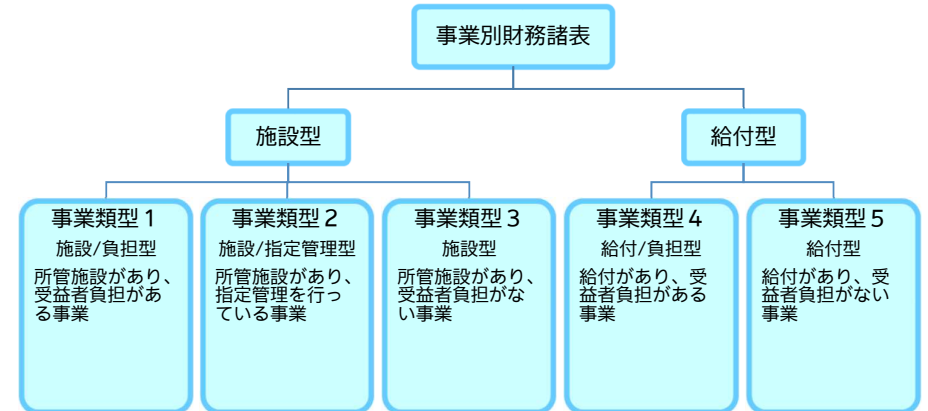 事業別財務諸表
施設型
給付型
事業類型1
施設/負担型
所管施設があり、
受益者負担があ
る事業
事業類型2
施設/指定管理型
所管施設があり、
指定管理を行っ
ている事業
事業類型3
施設型
所管施設があり、
受益者負担がな
い事業
事業類型4
給付/負担型
給付があり、受
益者負担がある
事業
事業類型5
給付型
給付があり、受
益者負担がない
事業